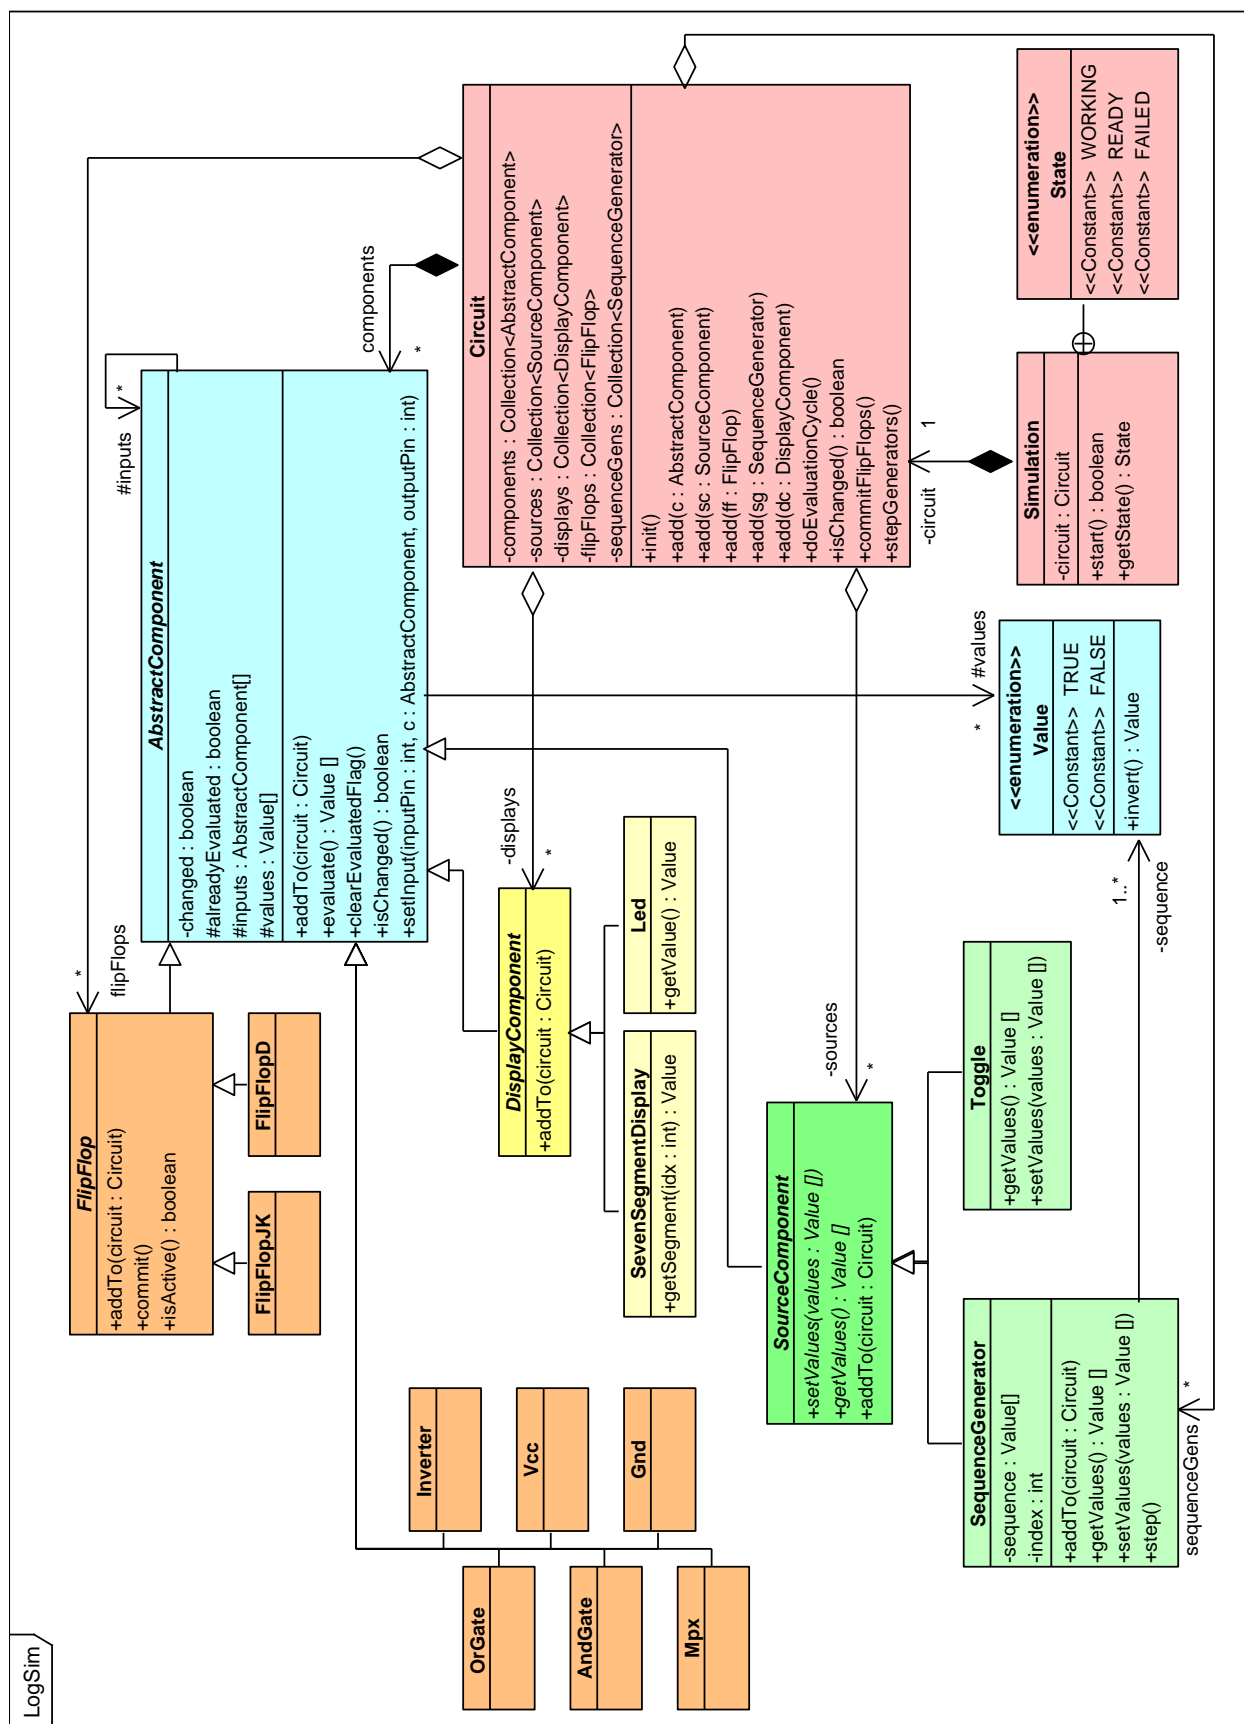 LogSim
FlipFlop
+addTo(circuit : Circuit)
+commit()
+isActive() : boolean
FlipFlopJK
FlipFlopD
*
flipFlops
AbstractComponent
-changed : boolean
#alreadyEvaluated : boolean
#inputs : AbstractComponent[]
#values : Value[]
+addTo(circuit : Circuit)
+evaluate() : Value []
+clearEvaluatedFlag()
+isChanged() : boolean
+setInput(inputPin : int, c : AbstractComponent, outputPin : int)
#inputs
*
components
*
Circuit
-components : Collection<AbstractComponent>
-sources : Collection<SourceComponent>
-displays : Collection<DisplayComponent>
-flipFlops : Collection<FlipFlop>
-sequenceGens : Collection<SequenceGenerator>
+init()
+add(c : AbstractComponent)
+add(sc : SourceComponent)
+add(ff : FlipFlop)
+add(sg : SequenceGenerator)
+add(dc : DisplayComponent)
+doEvaluationCycle()
+isChanged() : boolean
+commitFlipFlops()
+stepGenerators()
Inverter
Vcc
Gnd
OrGate
AndGate
Mpx
DisplayComponent
+addTo(circuit : Circuit)
-displays
*
SevenSegmentDisplay
+getSegment(idx : int) : Value
Led
+getValue() : Value
SourceComponent
+setValues(values : Value [])
+getValues() : Value []
+addTo(circuit : Circuit)
-sources
*
-circuit
1
Simulation
-circuit : Circuit
+start() : boolean
+getState() : State
<<enumeration>>
State
<<Constant>> WORKING
<<Constant>> READY
<<Constant>> FAILED
*
#values
<<enumeration>>
Value
<<Constant>> TRUE
<<Constant>> FALSE
+invert() : Value
1..*
-sequence
SequenceGenerator
-sequence : Value[]
-index : int
+addTo(circuit : Circuit)
+getValues() : Value []
+setValues(values : Value [])
+step()
Toggle
+getValues() : Value []
+setValues(values : Value [])
sequenceGens
*